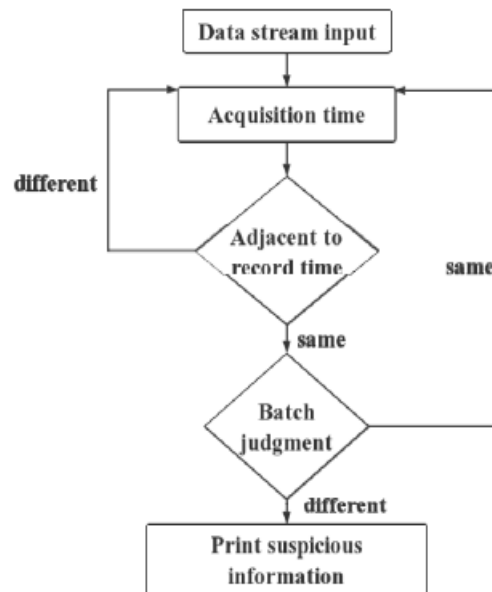 Data stream input
Acquisition time
different
Adjacent to
record time
same
same
Batch
judgment
different
Print suspicious
information